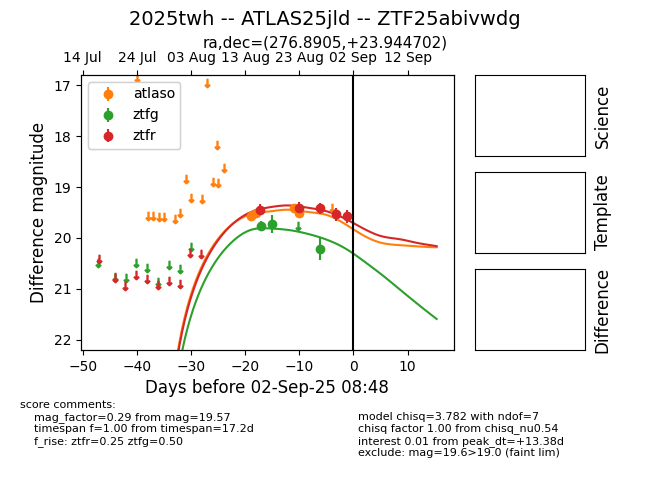 2025twh -- ATLAS25jld -- ZTF25abivwdg
ra,dec=(276.8905,+23.944702)
14 Jul 24 Jul 03 Aug 13 Aug 23 Aug 02 Sep 12 Sep
atlaso
ztfg
ztfr
17
18
19
20
21
22
Difference magnitude
−50 −40 −30 −20 −10 0 10
Days before 02-Sep-25 08:48
Science
Template
Difference
score comments:
mag_factor=0.29 from mag=19.57
timespan f=1.00 from timespan=17.2d
f_rise: ztfr=0.25 ztfg=0.50
model chisq=3.782 with ndof=7
chisq factor 1.00 from chisq_nu0.54
interest 0.01 from peak_dt=+13.38d
exclude: mag=19.6>19.0 (faint lim)